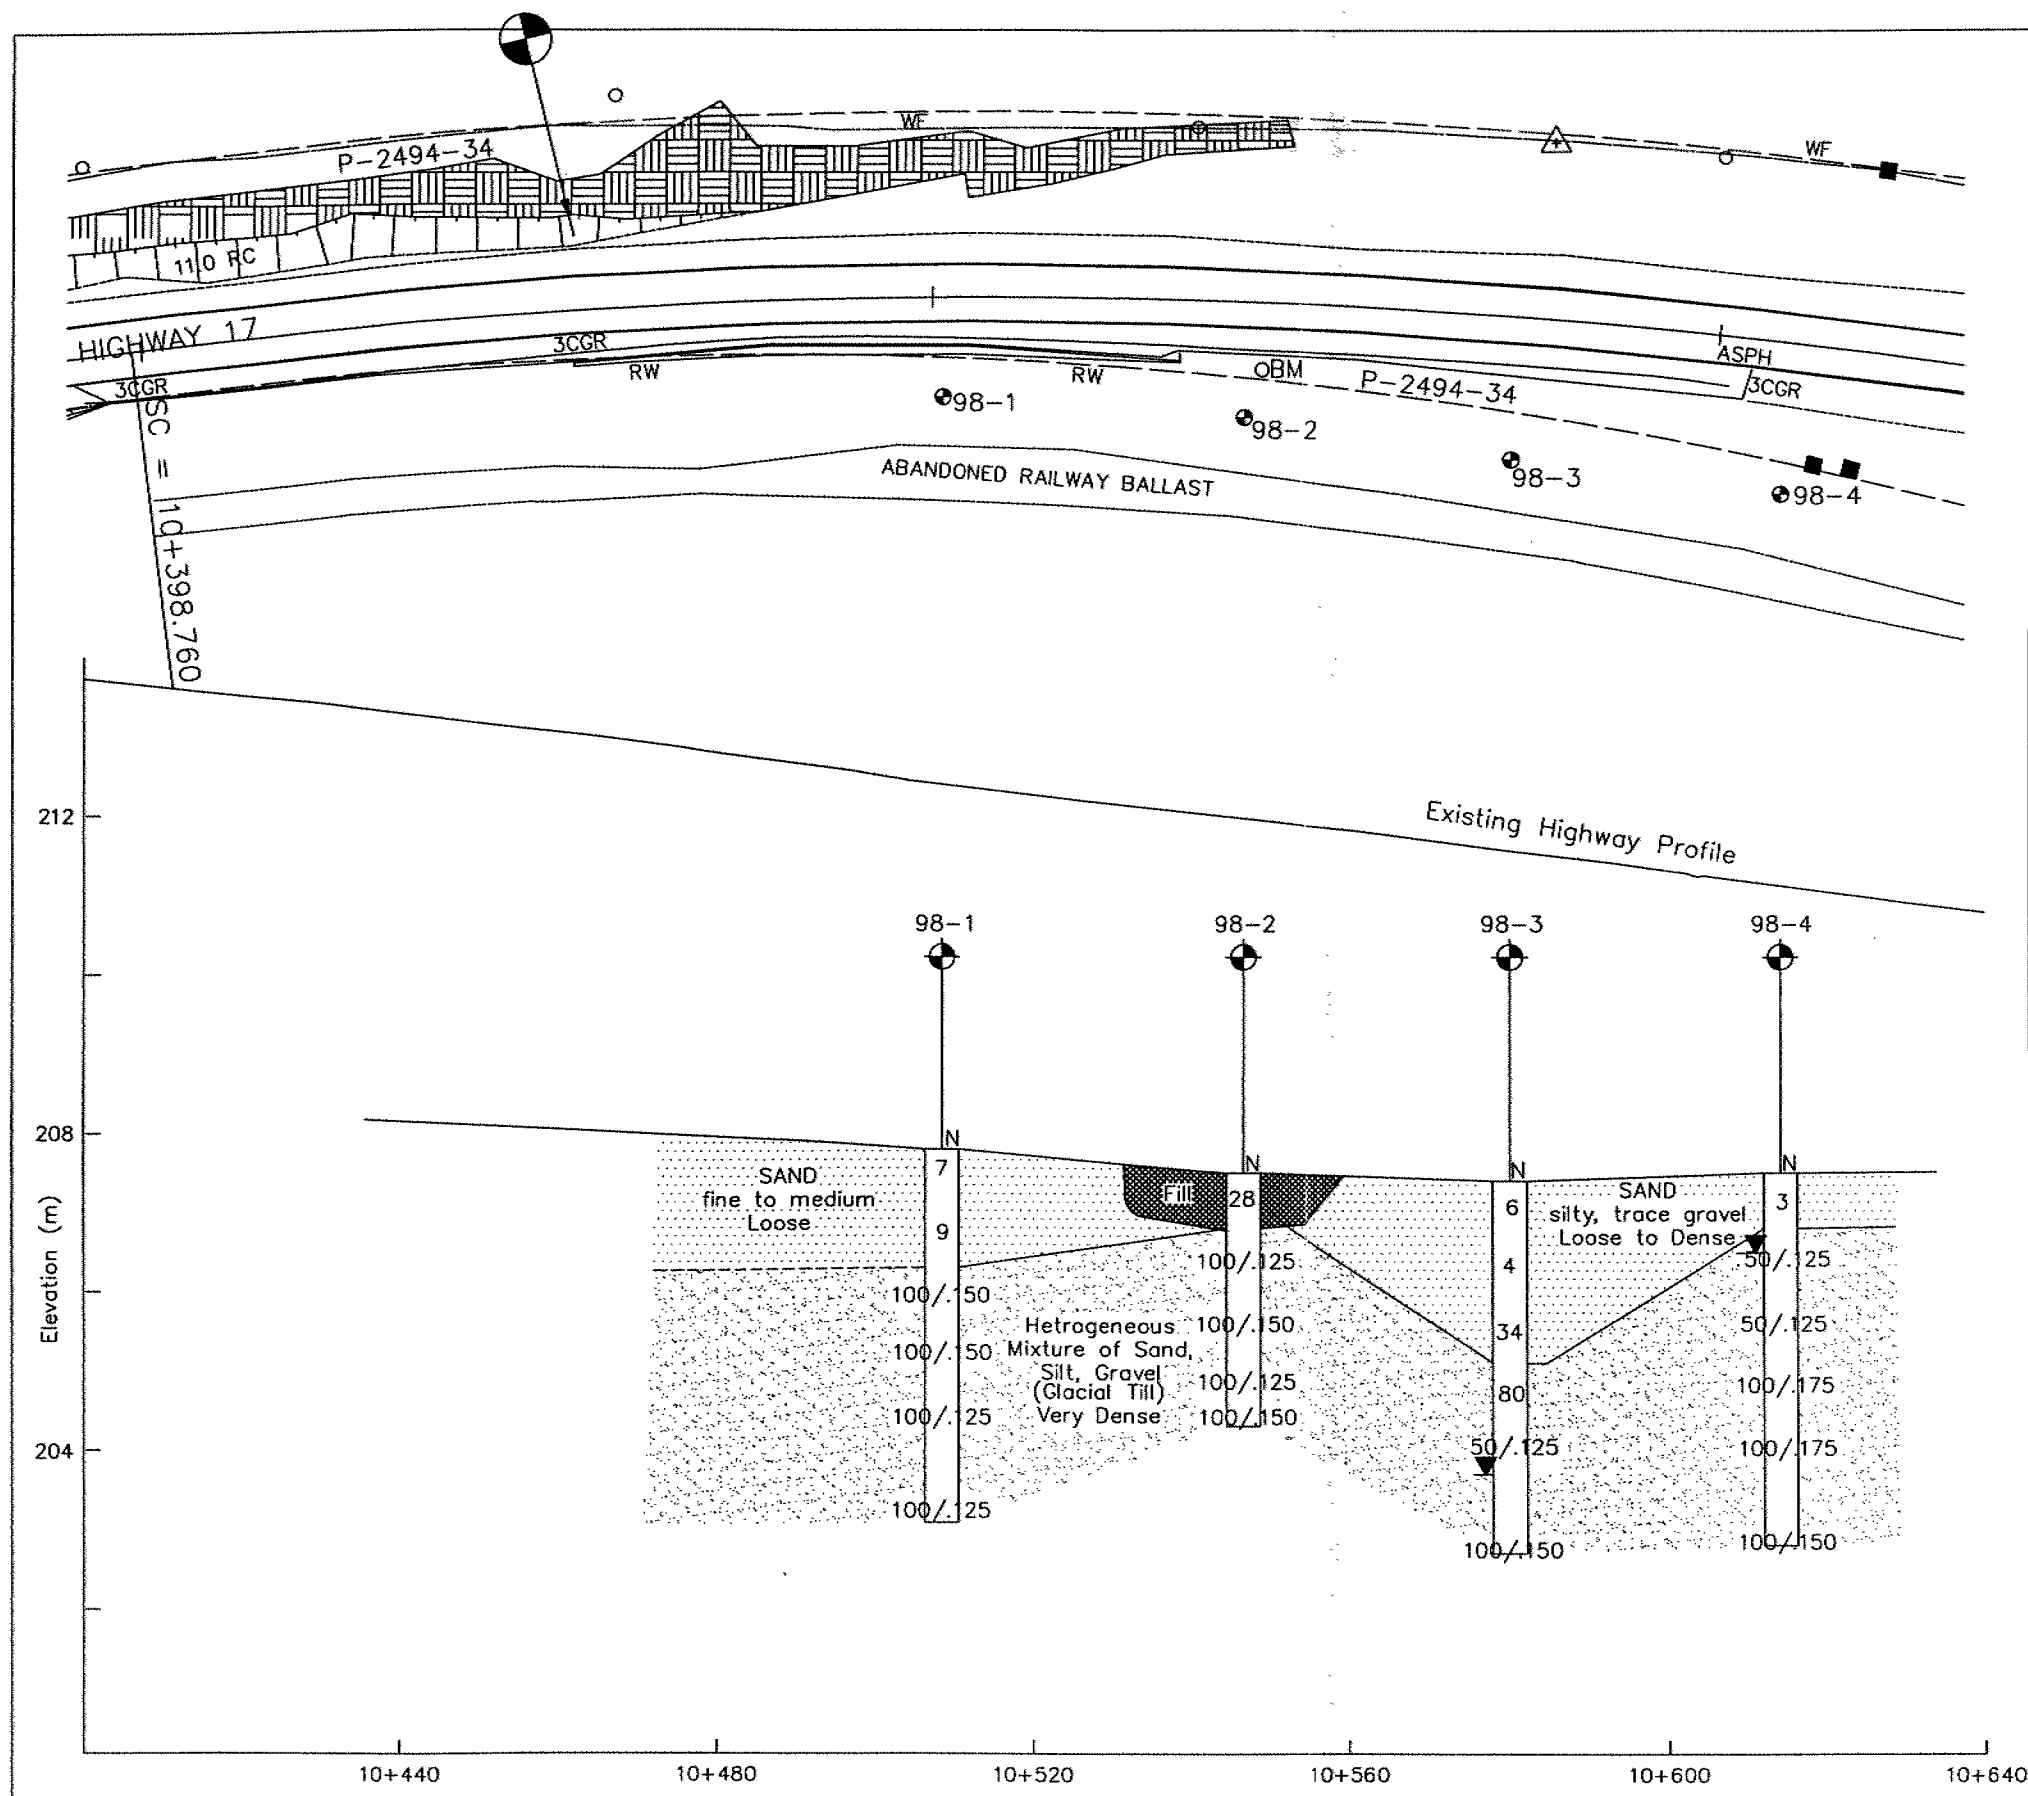 WF
P-2494-34
WF
110 RC
HIGHWAY 17
3CGR
ASPH
3CGR
RW
RW
OBM
P-2494-34
3CGR
SC = 10+398.760
98-1
98-2
98-3
98-4
ABANDONED RAILWAY BALLAST
Existing Highway Profile
212
208
204
Elevation (m)
98-1
98-2
98-3
98-4
N
7
9
100/.150
100/.150
100/.125
100/.125
N
28
100/.125
100/.150
100/.125
100/.150
N
6
4
34
80
50/.125
100/.150
N
3
50/.125
50/.125
100/.175
100/.175
100/.150
SAND
fine to medium
Loose
Fill
SAND
silty, trace gravel
Loose to Dense
Hetrogeneous
Mixture of Sand,
Silt, Gravel
(Glacial Till)
Very Dense
10+440
10+480
10+520
10+560
10+600
10+640